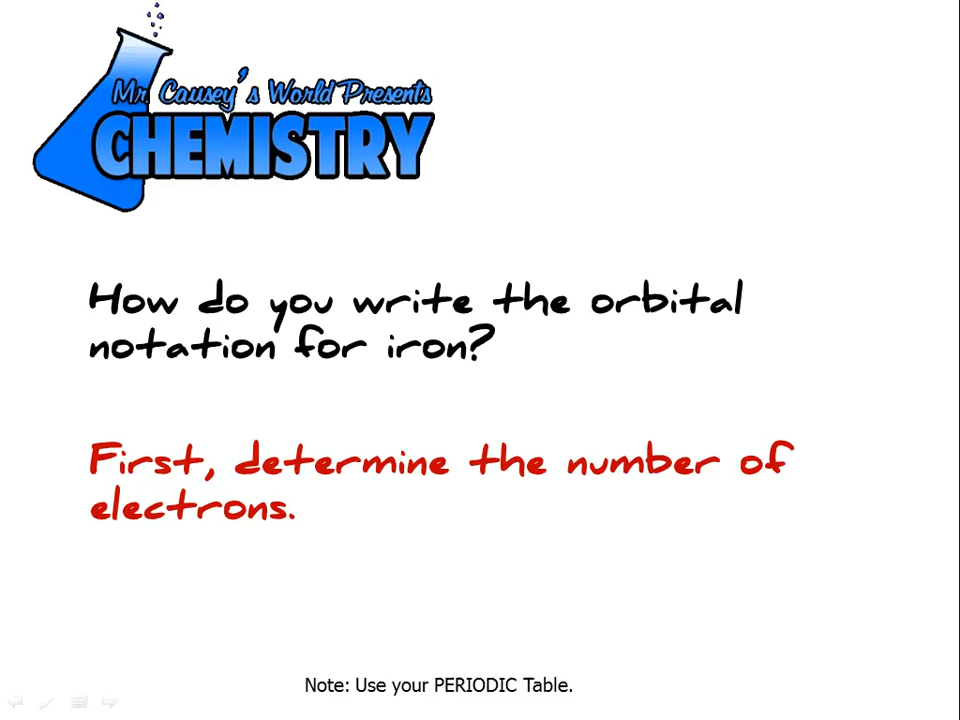 Mr. Causey's World Presents
CHEMISTRY
How do you write the orbital
notation for iron?
First, determine the number of
electrons.
Note: Use your PERIODIC Table.